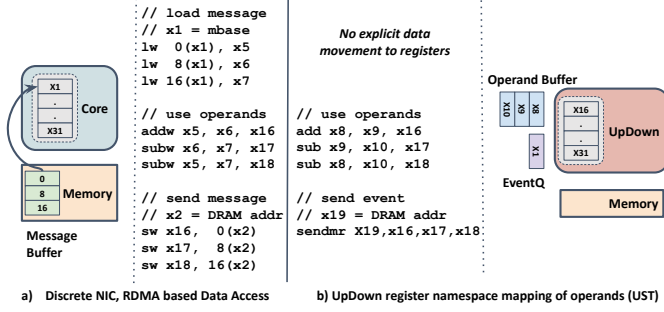 X1
.
.
X31
Core
0
8
16
Memory
Message
Buffer
// load message
// x1 = mbase
lw  0(x1), x5
lw  8(x1), x6
lw 16(x1), x7
// use operands
addw x5, x6, x16
subw x6, x7, x17
subw x5, x7, x18
// send message
// x2 = DRAM addr
sw x16,  0(x2)
sw x17,  8(x2)
sw x18, 16(x2)
a)  Discrete NIC, RDMA based Data Access
No explicit data
movement to registers
// use operands
add x8, x9, x16
sub x9, x10, x17
sub x8, x10, x18
// send event
// x19 = DRAM addr
sendmr X19,x16,x17,x18
Operand Buffer
X10
X9
X8
X1
EventQ
X16
.
.
X31
UpDown
Memory
b) UpDown register namespace mapping of operands (UST)